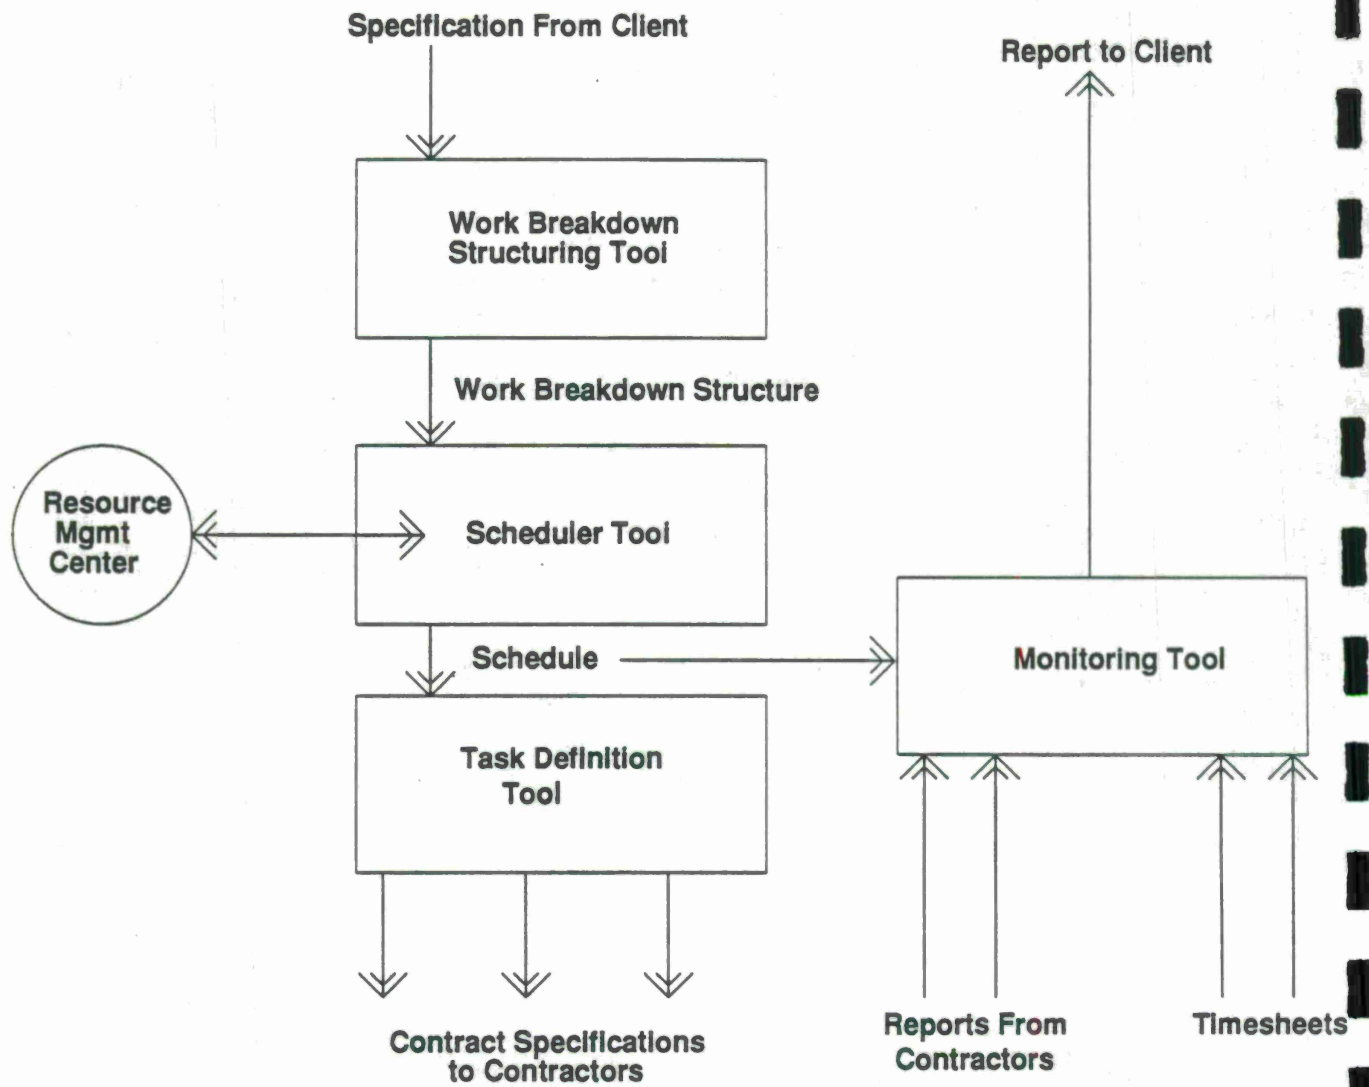 Specification From Client
Report to Client
Work Breakdown
Structuring Tool
Work Breakdown Structure
Resource
Mgmt
Center
Scheduler Tool
Schedule
Monitoring Tool
Task Definition
Tool
Reports From
Contractors
Timesheets
Contract Specifications
to Contractors